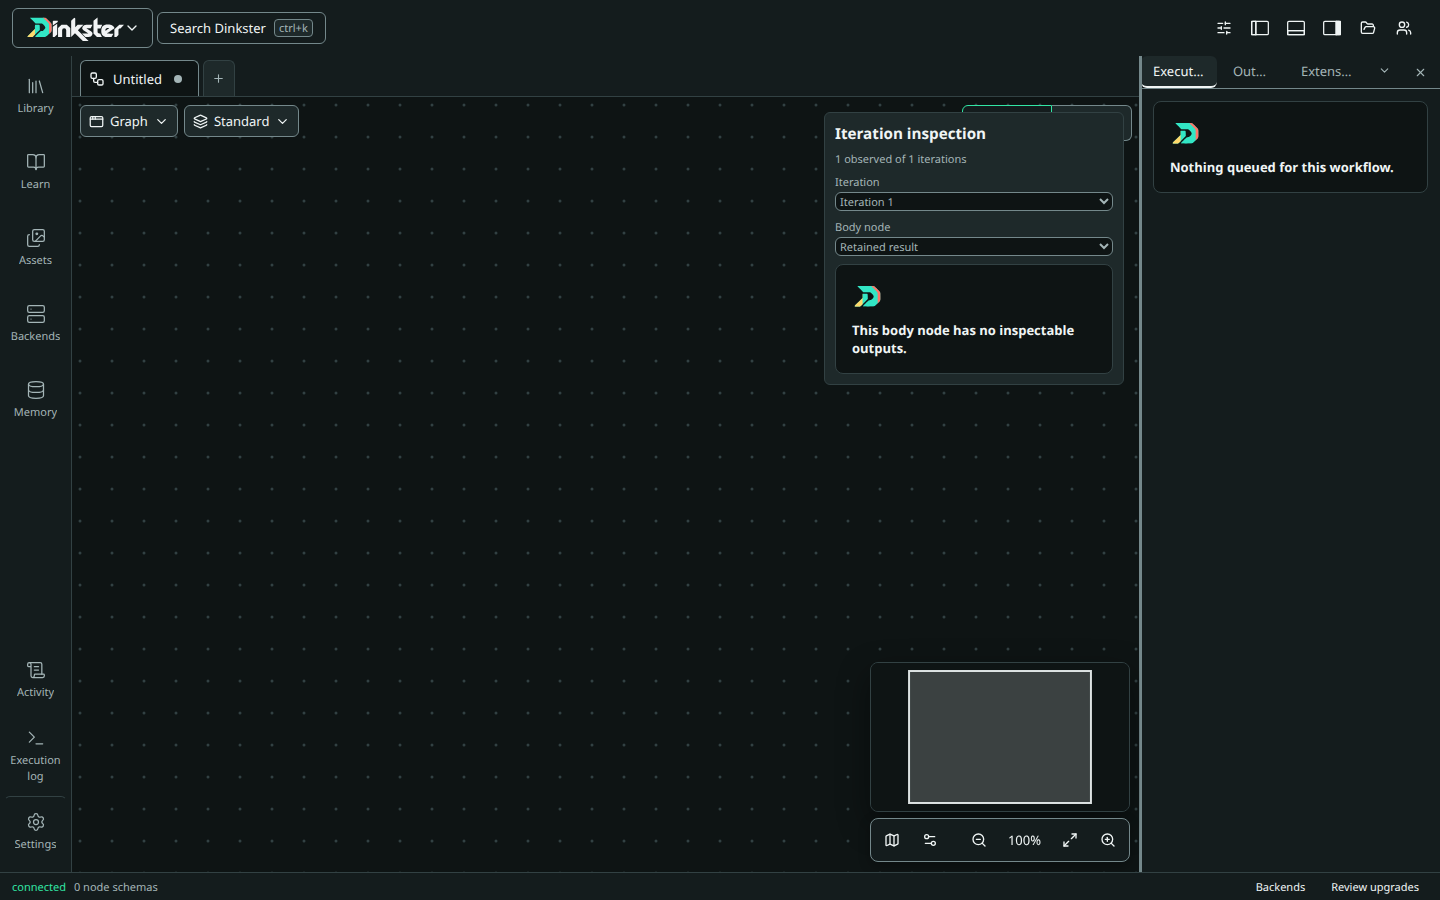 Dinkster
Search Dinkster ctrl+k
Library
Learn
Assets
Backends
Memory
Activity
Execution
log
Settings
Untitled
Graph
Standard
Iteration inspection
1 observed of 1 iterations
Iteration
Iteration 1
Body node
Retained result
This body node has no inspectable
outputs.
100%
Execut...
Out...
Extens...
Nothing queued for this workflow.
connected 0 node schemas
Backends
Review upgrades